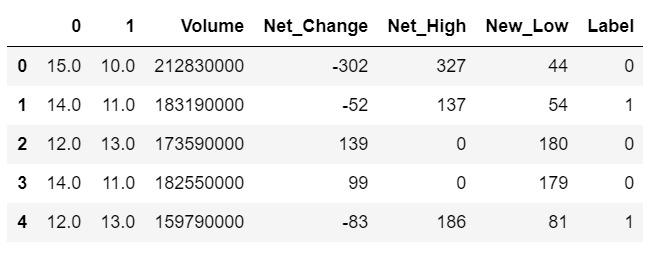 0 1 Volume Net_Change Net_High New_Low Label
0 15.0 10.0 212830000 -302 327 44 0
1 14.0 11.0 183190000 -52 137 54 1
2 12.0 13.0 173590000 139 0 180 0
3 14.0 11.0 182550000 99 0 179 0
4 12.0 13.0 159790000 -83 186 81 1